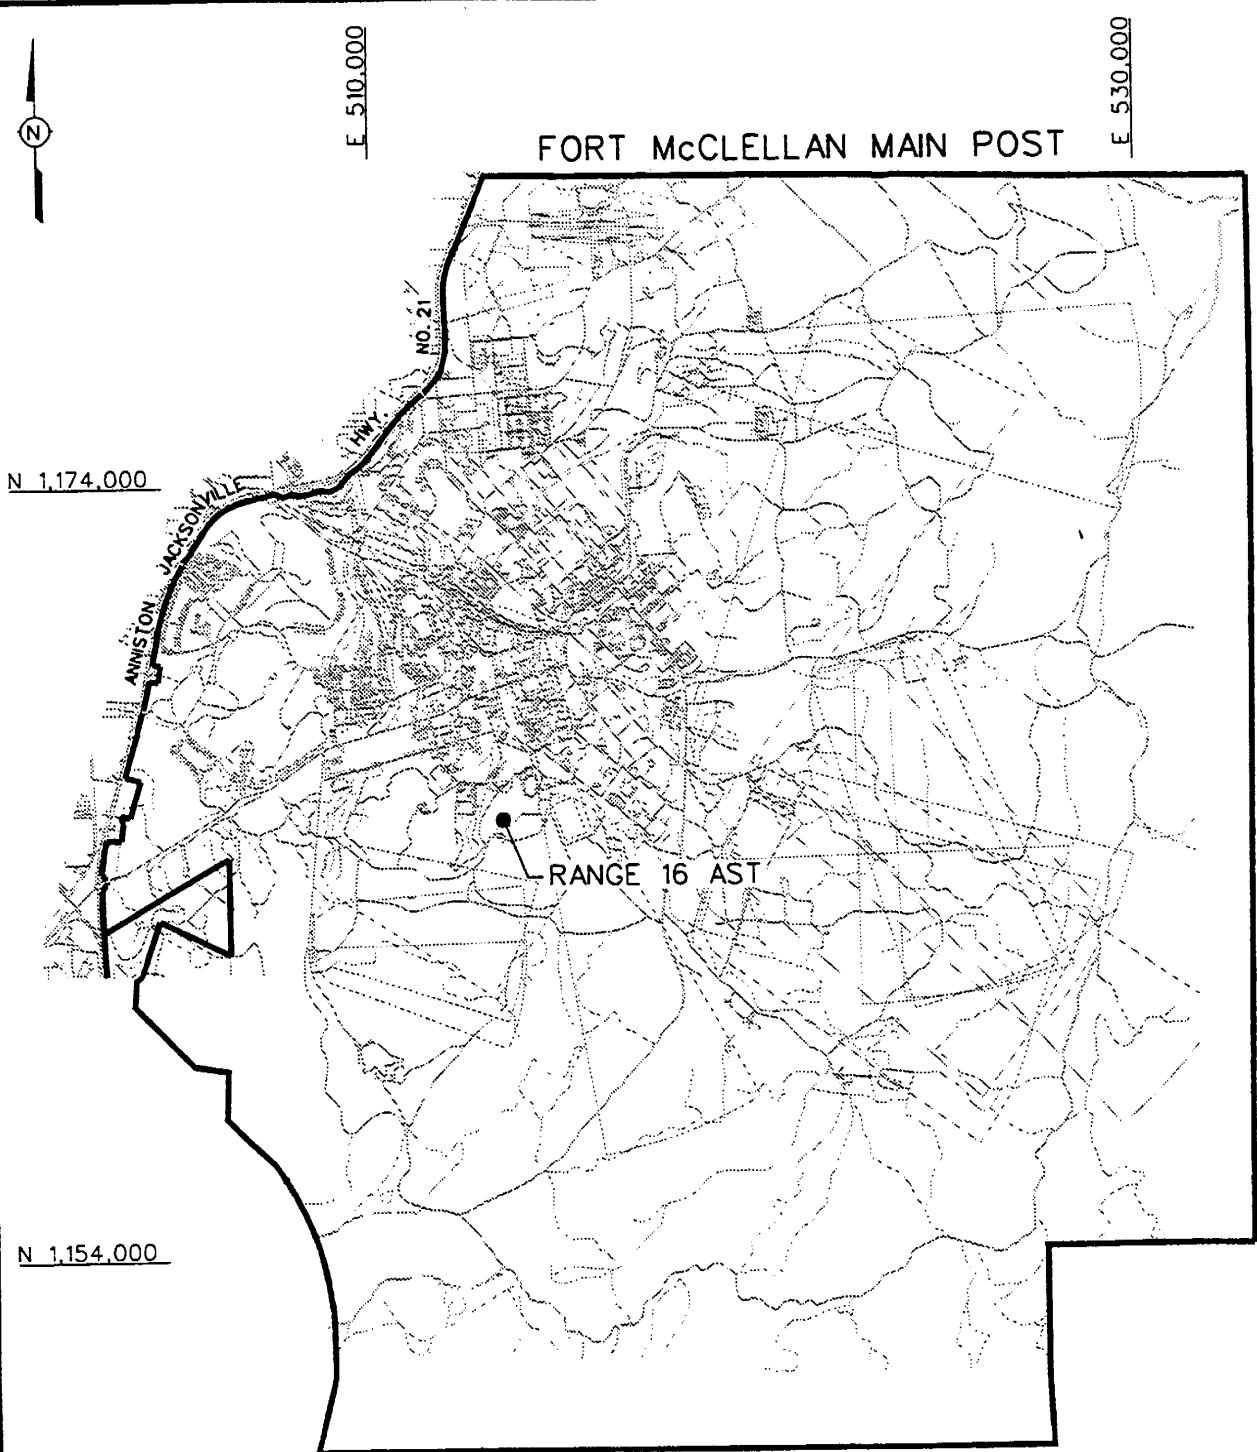 E 510,000
E 530,000
N
FORT McCLELLAN MAIN POST
NO. 21
HWY.
N 1,174,000
JACKSONVILLE
ANNISTON
RANGE 16 AST
N 1,154,000